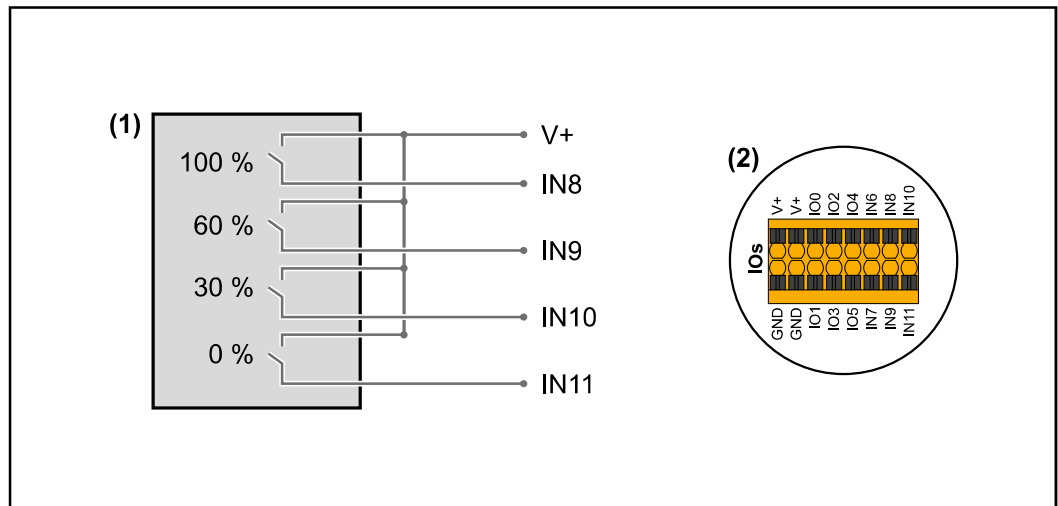 (1)
100 %
60 %
30 %
0 %
V+
IN8
IN9
IN10
IN11
(2)
IOs
V+
V+
IO0
IO2
IO4
IN6
IN8
IN10
GND
GND
IO1
IO3
IO5
IN7
IN9
IN11